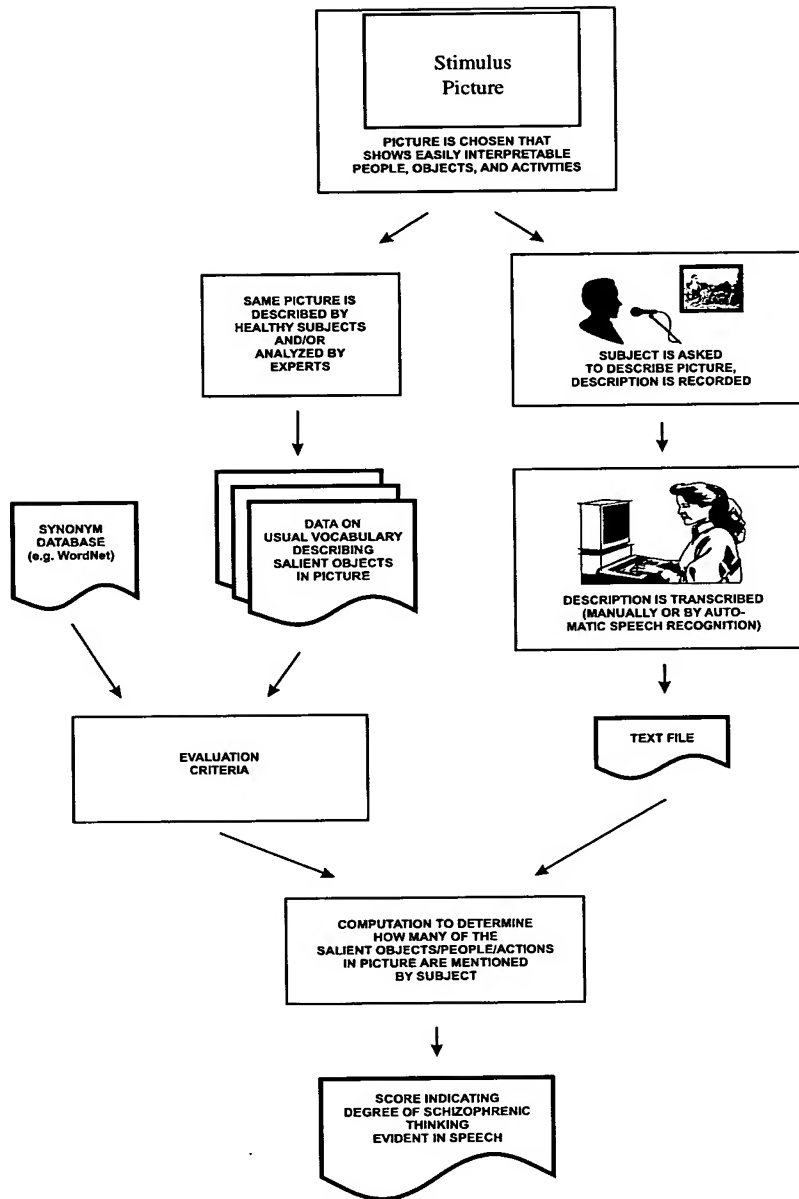 Stimulus
Picture
PICTURE IS CHOSEN THAT
SHOWS EASILY INTERPRETABLE
PEOPLE, OBJECTS, AND ACTIVITIES
SAME PICTURE IS
DESCRIBED BY
HEALTHY SUBJECTS
AND/OR
ANALYZED BY
EXPERTS
SUBJECT IS ASKED
TO DESCRIBE PICTURE,
DESCRIPTION IS RECORDED
SYNONYM
DATABASE
(e.g. WordNet)
DATA ON
USUAL VOCABULARY
DESCRIBING
SALIENT OBJECTS
IN PICTURE
DESCRIPTION IS TRANSCRIBED
(MANUALLY OR BY AUTO-
MATIC SPEECH RECOGNITION)
EVALUATION
CRITERIA
TEXT FILE
COMPUTATION TO DETERMINE
HOW MANY OF THE
SALIENT OBJECTS/PEOPLE/ACTIONS
IN PICTURE ARE MENTIONED
BY SUBJECT
SCORE INDICATING
DEGREE OF SCHIZOPHRENIC
THINKING
EVIDENT IN SPEECH